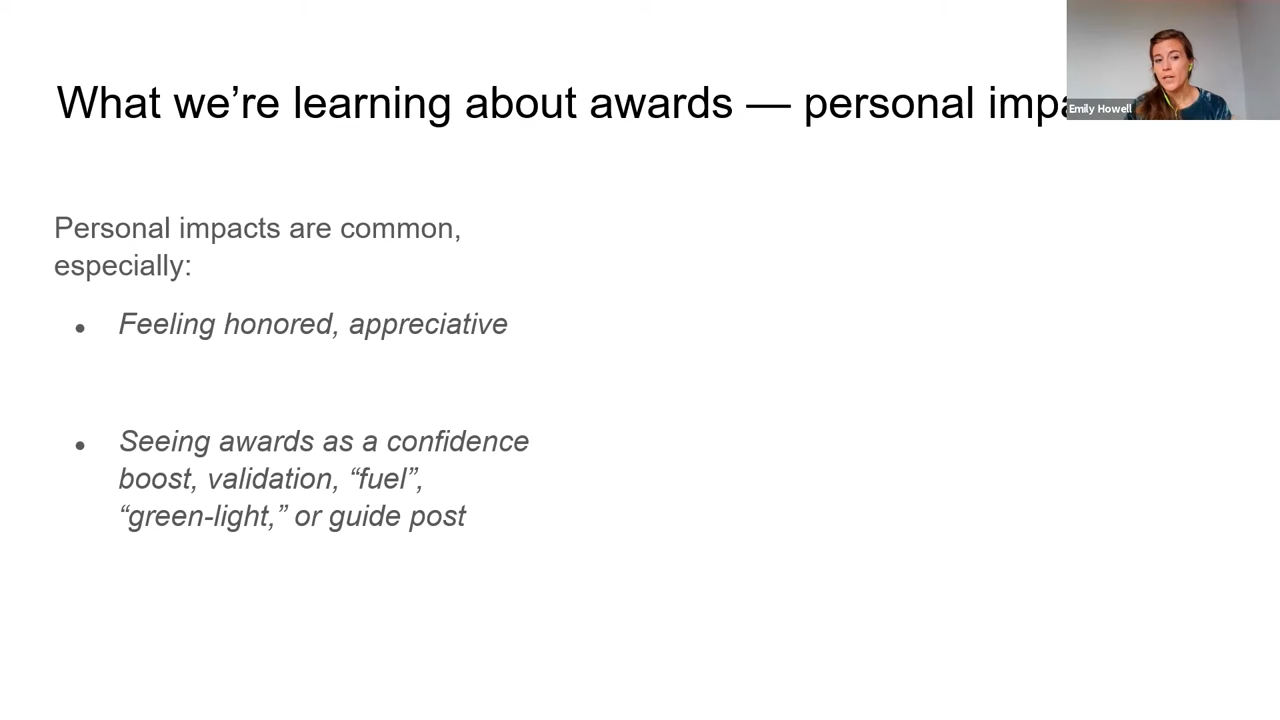 What we’re learning about awards — personal impa
Emily Howell
Personal impacts are common,
especially:
● Feeling honored, appreciative
● Seeing awards as a confidence
boost, validation, “fuel”,
“green-light,” or guide post